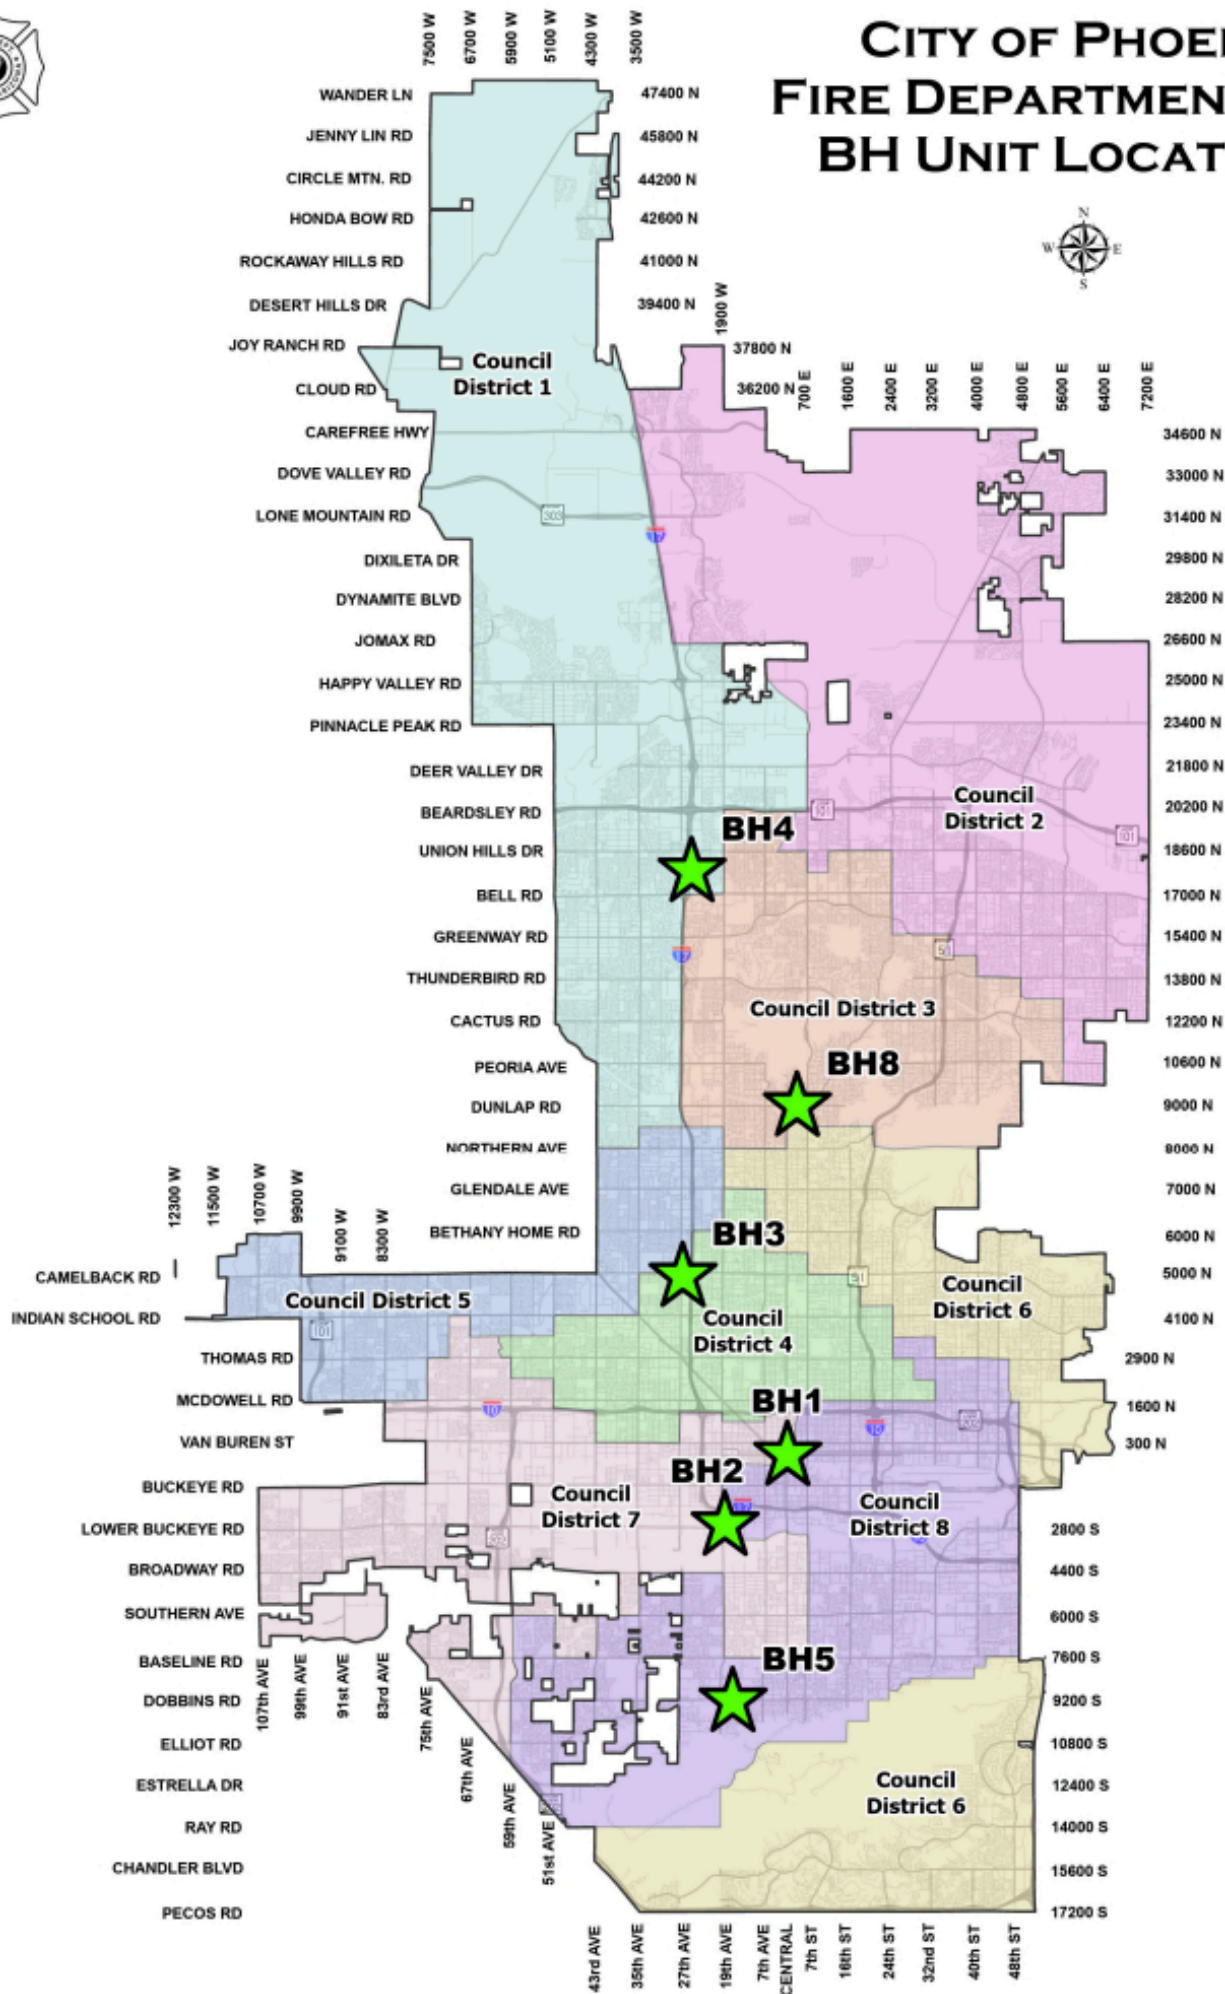 CITY OF PHOE
FIRE DEPARTMEN
BH UNIT LOCAT
7500 W
6700 W
5900 W
5100 W
4300 W
3500 W
WANDER LN
47400 N
JENNY LIN RD
45800 N
CIRCLE MTN. RD
44200 N
HONDA BOW RD
42600 N
N
W
E
S
ROCKAWAY HILLS RD
41000 N
DESERT HILLS DR
39400 N
1900 W
JOY RANCH RD
37800 N
Council
District 1
CLOUD RD
36200 N
700 E
1600 E
2400 E
3200 E
4000 E
4800 E
5600 E
6400 E
7200 E
CAREFREE HWY
34600 N
DOVE VALLEY RD
33000 N
LONE MOUNTAIN RD
303
31400 N
17
DIXILETA DR
29800 N
DYNAMITE BLVD
28200 N
JOMAX RD
26600 N
HAPPY VALLEY RD
25000 N
PINNACLE PEAK RD
23400 N
DEER VALLEY DR
21800 N
Council
District 2
BEARDSLEY RD
101
20200 N
BH4
101
UNION HILLS DR
18600 N
BELL RD
17000 N
GREENWAY RD
15400 N
17
51
THUNDERBIRD RD
13800 N
Council District 3
CACTUS RD
12200 N
BH8
PEORIA AVE
10600 N
DUNLAP RD
9000 N
NORTHERN AVE
8000 N
12300 W
11500 W
10700 W
9900 W
9100 W
8300 W
GLENDALE AVE
7000 N
BETHANY HOME RD
BH3
6000 N
CAMELBACK RD
51
5000 N
Council District 5
Council
District 6
INDIAN SCHOOL RD
Council
District 4
4100 N
101
THOMAS RD
2900 N
MCDOWELL RD
BH1
10
10
202
1600 N
VAN BUREN ST
300 N
BH2
BUCKEYE RD
Council
District 7
17
Council
District 8
LOWER BUCKEYE RD
202
2800 S
BROADWAY RD
4400 S
SOUTHERN AVE
6000 S
BASELINE RD
BH5
7600 S
DOBBINS RD
9200 S
107th AVE
99th AVE
91st AVE
83rd AVE
75th AVE
67th AVE
59th AVE
51st AVE
ELLIOT RD
10800 S
ESTRELLA DR
Council
District 6
12400 S
RAY RD
14000 S
CHANDLER BLVD
15600 S
PECOS RD
17200 S
43rd AVE
35th AVE
27th AVE
19th AVE
7th AVE
CENTRAL
7th ST
16th ST
24th ST
32nd ST
40th ST
48th ST